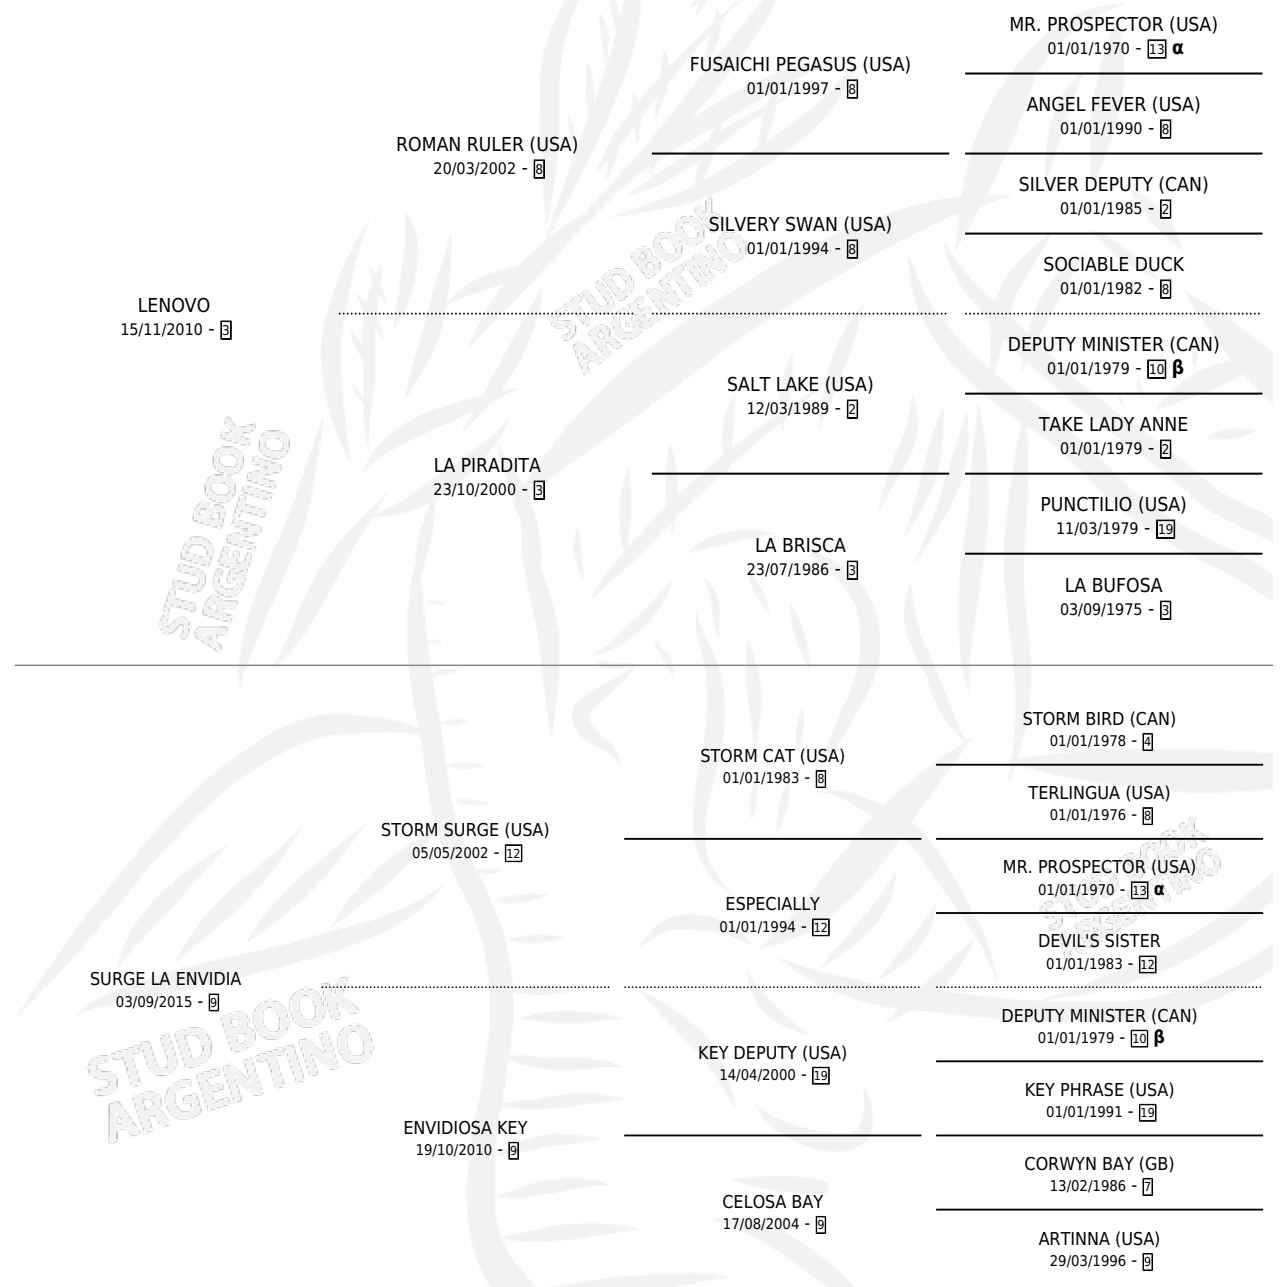 MR. PROSPECTOR (USA)
01/01/1970 - 13 α
FUSAICHI PEGASUS (USA)
01/01/1997 - 8
ANGEL FEVER (USA)
01/01/1990 - 8
ROMAN RULER (USA)
20/03/2002 - 8
SILVER DEPUTY (CAN)
01/01/1985 - 2
SILVERY SWAN (USA)
01/01/1994 - 8
SOCIABLE DUCK
01/01/1982 - 8
LENOVO
15/11/2010 - 3
DEPUTY MINISTER (CAN)
01/01/1979 - 10 β
SALT LAKE (USA)
12/03/1989 - 2
TAKE LADY ANNE
01/01/1979 - 2
LA PIRADITA
23/10/2000 - 3
PUNCTILIO (USA)
11/03/1979 - 19
LA BRISCA
23/07/1986 - 3
LA BUFOSA
03/09/1975 - 3
STORM BIRD (CAN)
01/01/1978 - 4
STORM CAT (USA)
01/01/1983 - 8
TERLINGUA (USA)
01/01/1976 - 8
STORM SURGE (USA)
05/05/2002 - 12
MR. PROSPECTOR (USA)
01/01/1970 - 13 α
ESPECIALLY
01/01/1994 - 12
DEVIL'S SISTER
01/01/1983 - 12
SURGE LA ENVIDIA
03/09/2015 - 9
DEPUTY MINISTER (CAN)
01/01/1979 - 10 β
KEY DEPUTY (USA)
14/04/2000 - 19
KEY PHRASE (USA)
01/01/1991 - 19
ENVIDIOSA KEY
19/10/2010 - 9
CORWYN BAY (GB)
13/02/1986 - 7
CELOSA BAY
17/08/2004 - 9
ARTINNA (USA)
29/03/1996 - 9
STUD BOOK
ARGENTINO
STUD BOOK
ARGENTINO
STUD BOOK
ARGENTINO
STUD BOOK
ARGENTINO